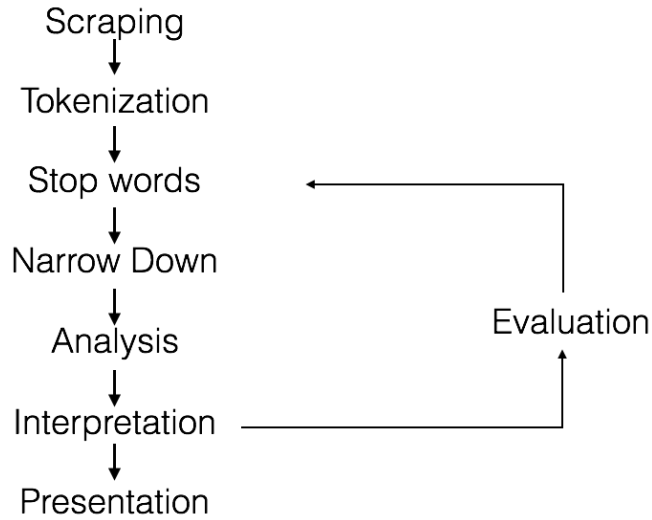 Scraping
Tokenization
Stop words
Narrow Down
Analysis
Evaluation
Interpretation
Presentation